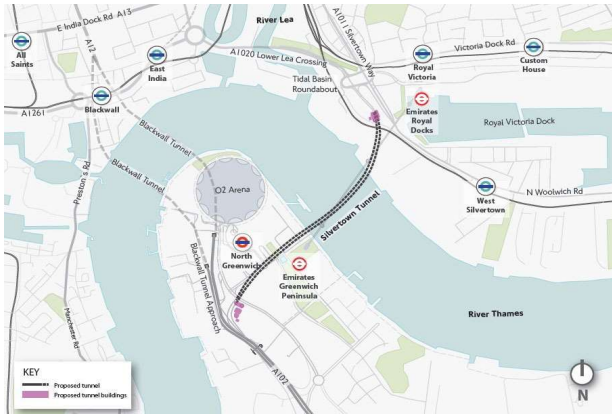 E India Dock Rd A13
River Lea
A1011 Silvertown Way
All
Saints
A12
East
India
A1020 Lower Lea Crossing
Royal
Victoria
Victoria Dock Rd
Custom
House
Tidal Basin
Roundabout
Blackwall
A1261
Emirates
Royal
Docks
Royal Victoria Dock
Blackwall Tunnel
Blackwall Tunnel
Preston's Rd
O2 Arena
N Woolwich Rd
West
Silvertown
Silvertown Tunnel
North
Greenwich
Blackwall Tunnel Approach
Emirates
Greenwich
Peninsula
River Thames
Manchester Rd
A102
KEY
Proposed tunnel
Proposed tunnel buildings
N